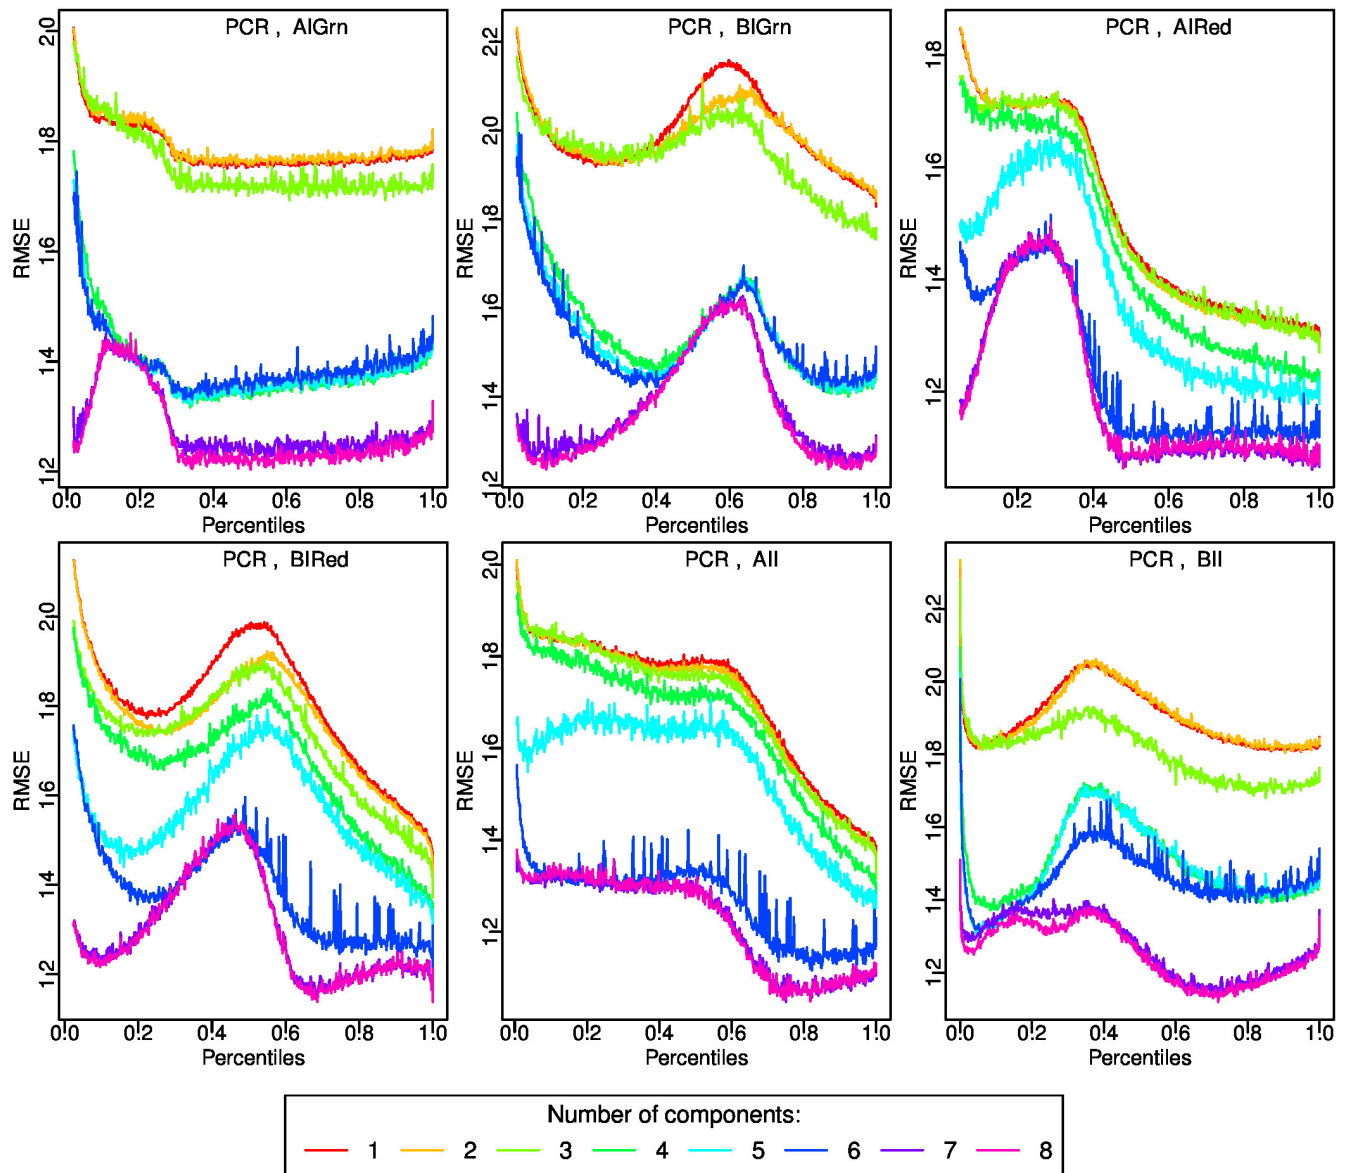 PCR , AIGrn
2.0
1.8
1.6
1.4
1.2
RMSE
0.0 0.2 0.4 0.6 0.8 1.0
Percentiles
PCR , BIGrn
2.2
2.0
1.8
1.6
1.4
1.2
RMSE
0.0 0.2 0.4 0.6 0.8 1.0
Percentiles
PCR , AIRed
1.8
1.6
1.4
1.2
RMSE
0.2 0.4 0.6 0.8 1.0
Percentiles
PCR , BIRed
2.0
1.8
1.6
1.4
1.2
RMSE
0.0 0.2 0.4 0.6 0.8 1.0
Percentiles
PCR , AII
2.0
1.8
1.6
1.4
1.2
RMSE
0.0 0.2 0.4 0.6 0.8 1.0
Percentiles
PCR , BII
2.2
2.0
1.8
1.6
1.4
1.2
RMSE
0.0 0.2 0.4 0.6 0.8 1.0
Percentiles
Number of components:
1 2 3 4 5 6 7 8